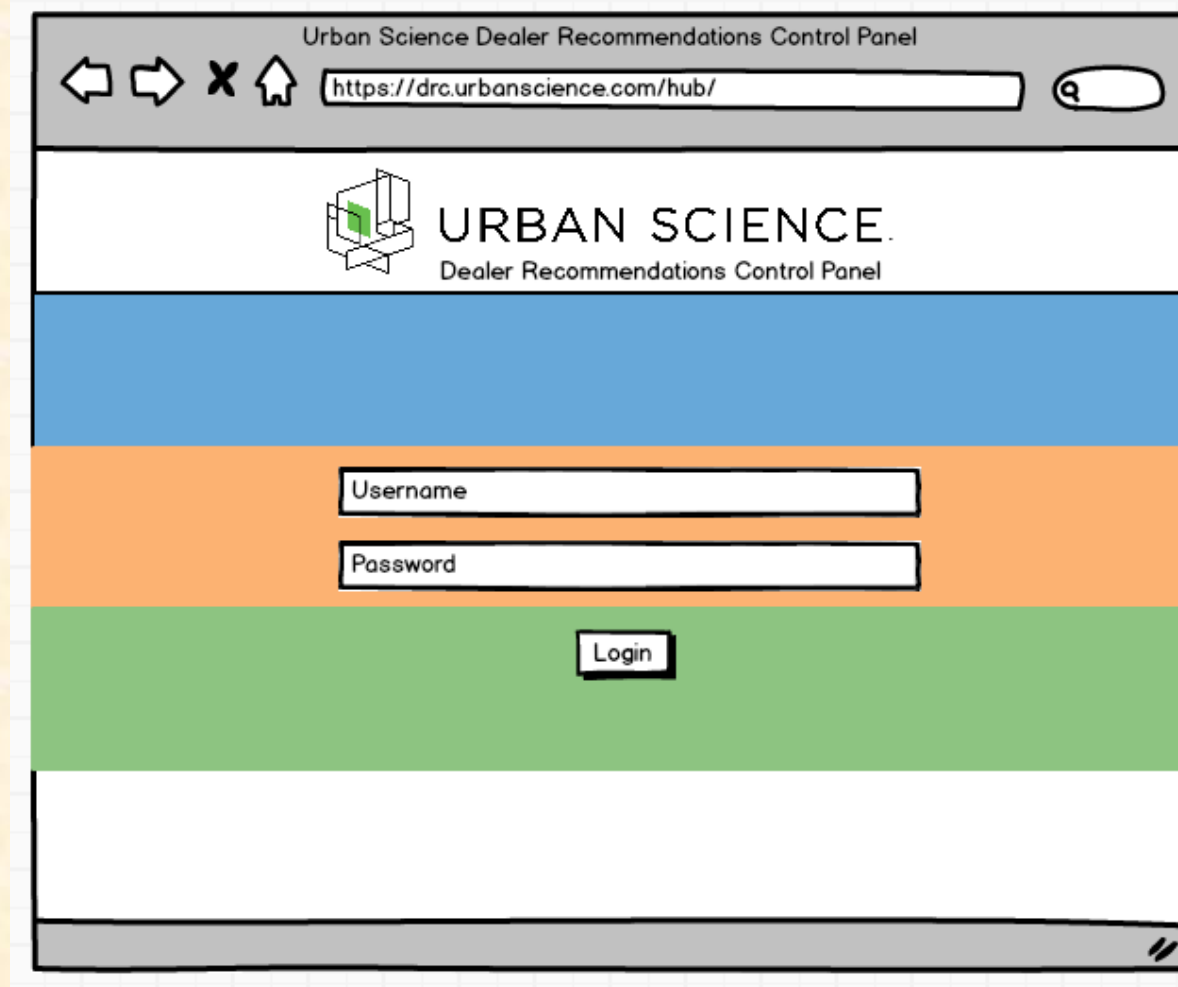 Urban Science Dealer Recommendations Control Panel
https://drc.urbanscience.com/hub/
URBAN SCIENCE.
Dealer Recommendations Control Panel
Username
Password
Login